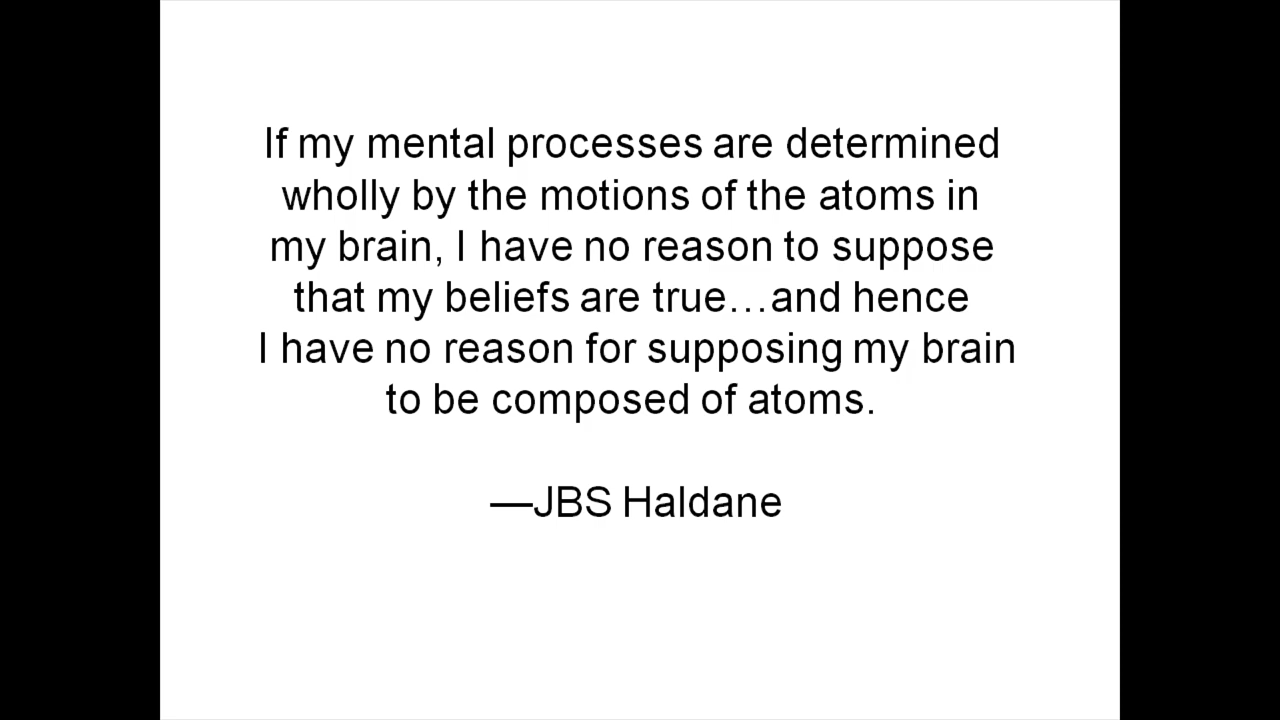 If my mental processes are determined
wholly by the motions of the atoms in
my brain, I have no reason to suppose
that my beliefs are true…and hence
I have no reason for supposing my brain
to be composed of atoms.
—JBS Haldane